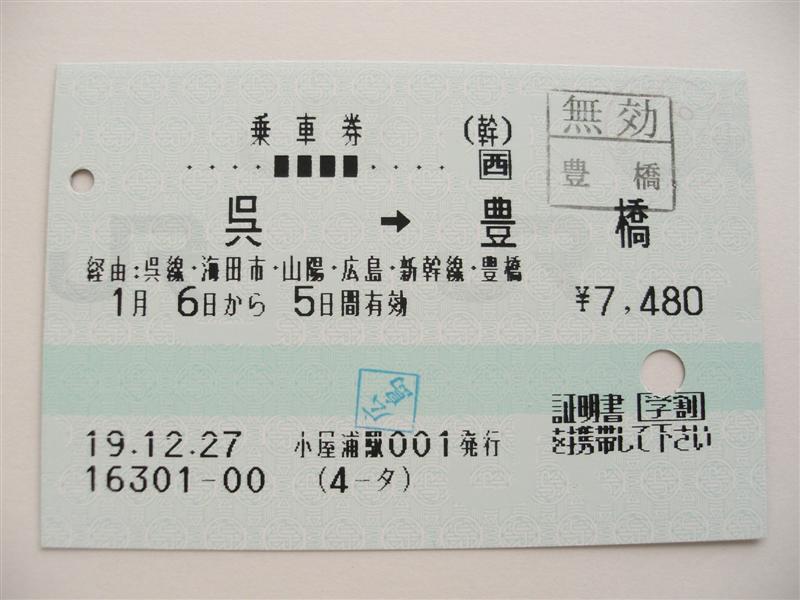 乗車券 (幹)
····■■■■···· 西
無効
豊橋
呉 → 豊橋
経由:呉線・海田市・山陽・広島・新幹線・豊橋
1月 6日から 5日間有効 ¥7,480
広島
証明書 学割
を携帯して下さい
19.12.27 小屋浦駅001発行
16301-00 (4-タ)